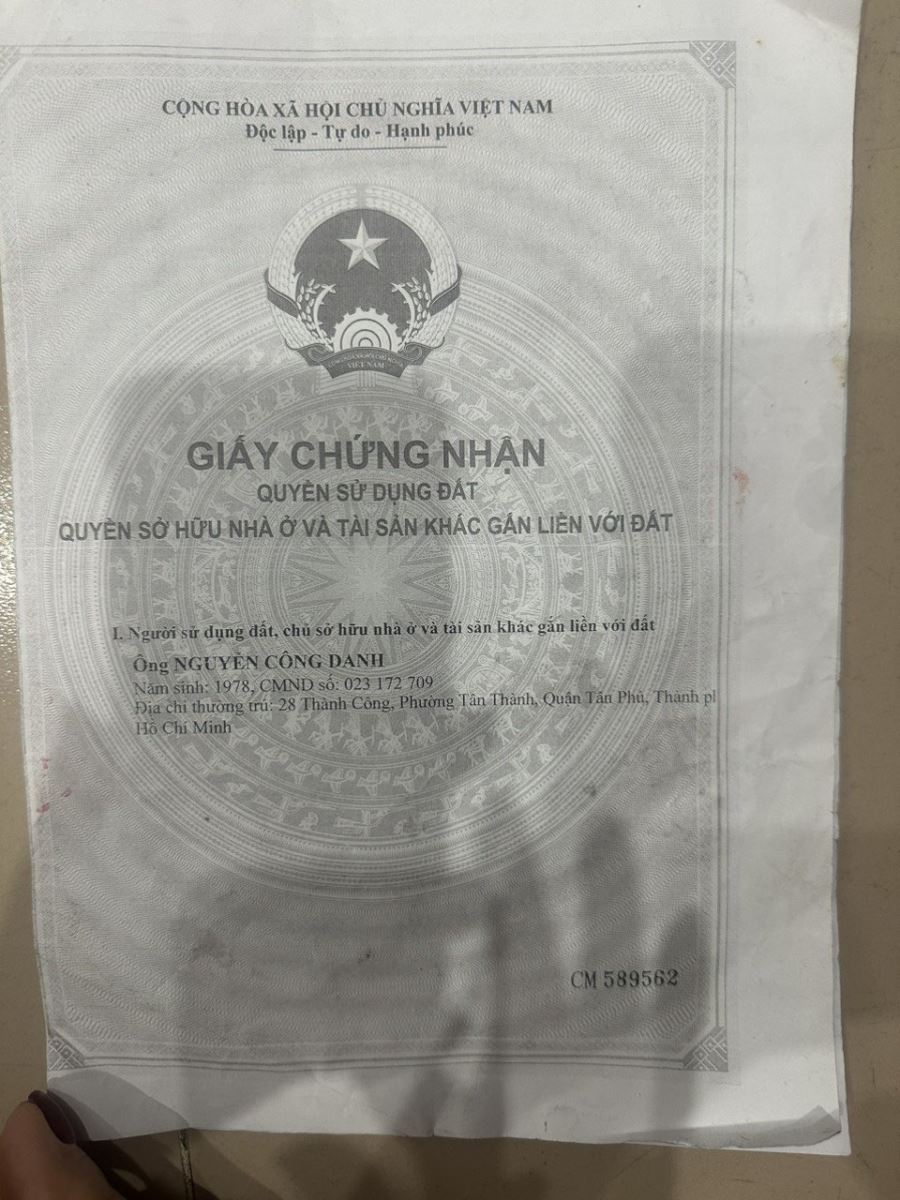 CỘNG HÒA XÃ HỘI CHỦ NGHĨA VIỆT NAM
Độc lập - Tự do - Hạnh phúc
CỘNG HÒA XÃ HỘI CHỦ NGHĨA
VIỆT NAM
GIẤY CHỨNG NHẬN
QUYỀN SỬ DỤNG ĐẤT
QUYỀN SỞ HỮU NHÀ Ở VÀ TÀI SẢN KHÁC GẮN LIỀN VỚI ĐẤT
I. Người sử dụng đất, chủ sở hữu nhà ở và tài sản khác gắn liền với đất
Ông NGUYỄN CÔNG DANH
Năm sinh: 1978, CMND số: 023 172 709
Địa chỉ thường trú: 28 Thành Công, Phường Tân Thành, Quận Tân Phú, Thành pl
Hồ Chí Minh
CM 589562